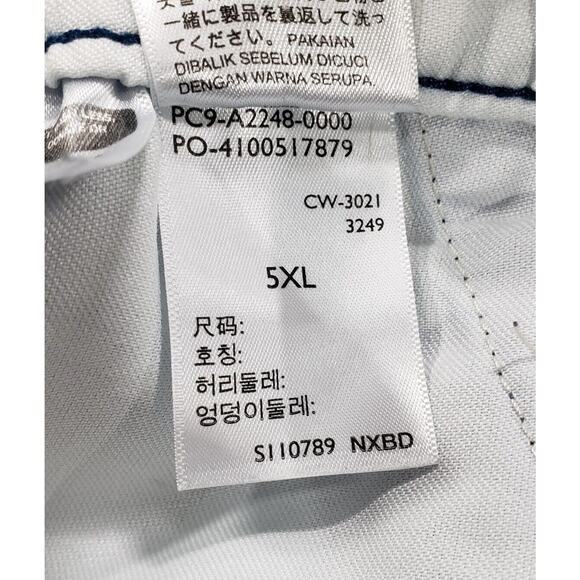 一緒に製品を裏返して洗っ
てください。PAKAIAN
DIBALIK SEBELUM DICUCI
DENGAN WARNA SERUPA.
PC9-A2248-0000
PO-4100517879
CW-3021
3249
5XL
尺码:
호칭:
허리둘레:
엉덩이둘레:
S110789 NXBD